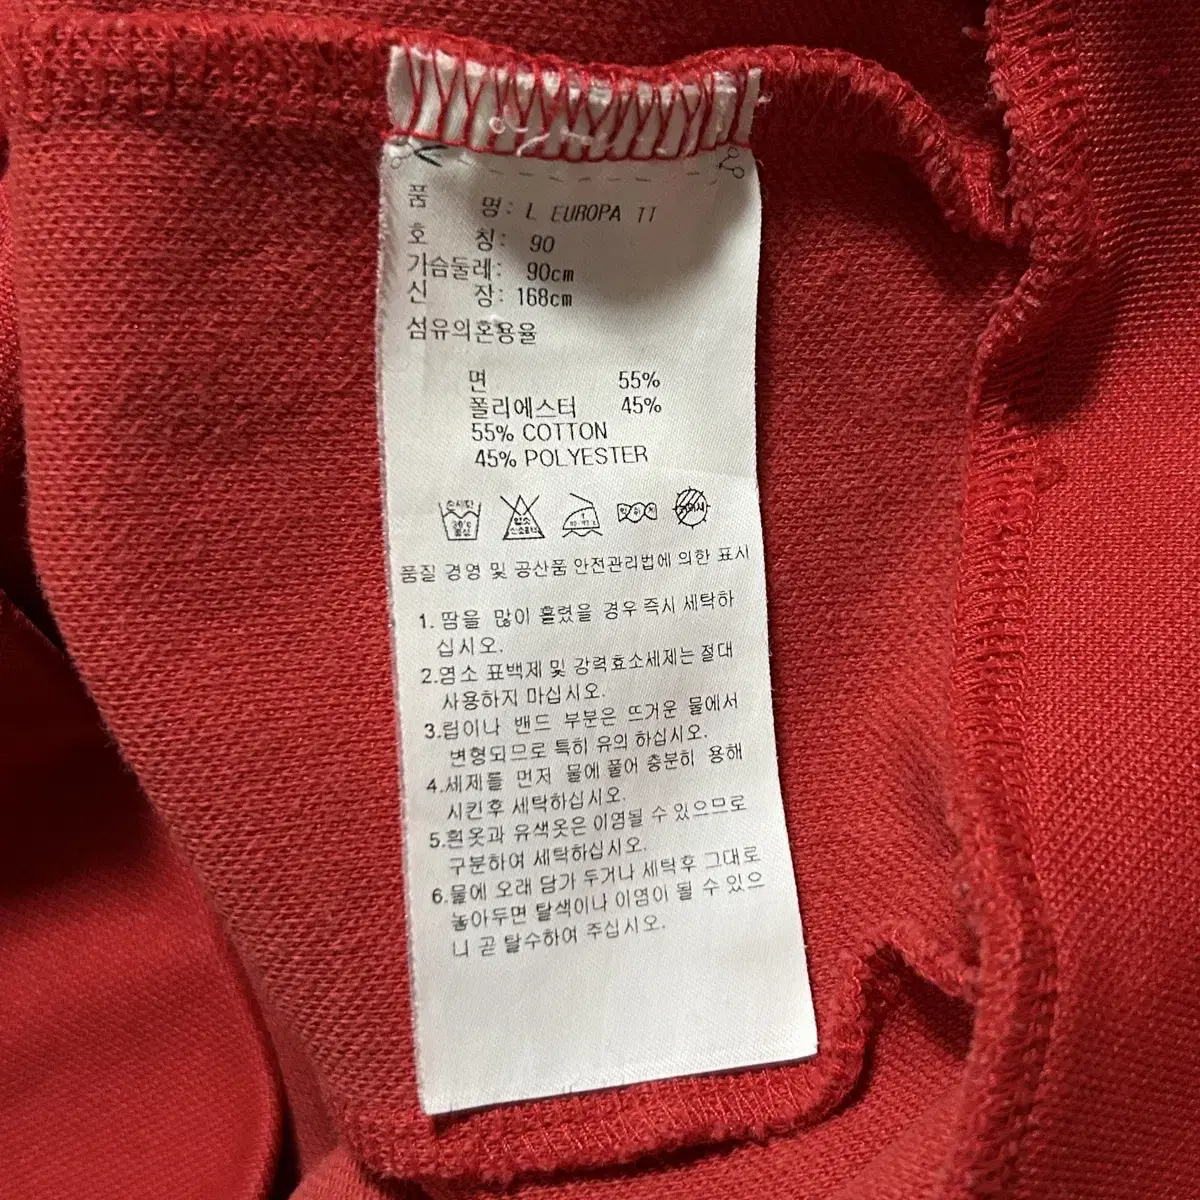 품 명: L EUROPA TT
호 칭: 90
가슴둘레: 90cm
신 장: 168cm
섬유의혼용율
면 55%
폴리에스터 45%
55% COTTON
45% POLYESTER
품질 경영 및 공산품 안전관리법에 의한 표시
1. 땀을 많이 흘렸을 경우 즉시 세탁하
십시오.
2.염소 표백제 및 강력효소세제는 절대
사용하지 마십시오.
3.립이나 밴드 부분은 뜨거운 물에서
변형되므로 특히 유의 하십시오.
4.세제를 먼저 물에 풀어 충분히 용해
시킨후 세탁하십시오.
5.흰옷과 유색옷은 이염될 수 있으므로
구분하여 세탁하십시오.
6.물에 오래 담가 두거나 세탁후 그대로
놓아두면 탈색이나 이염이 될 수 있으
니 곧 탈수하여 주십시오.